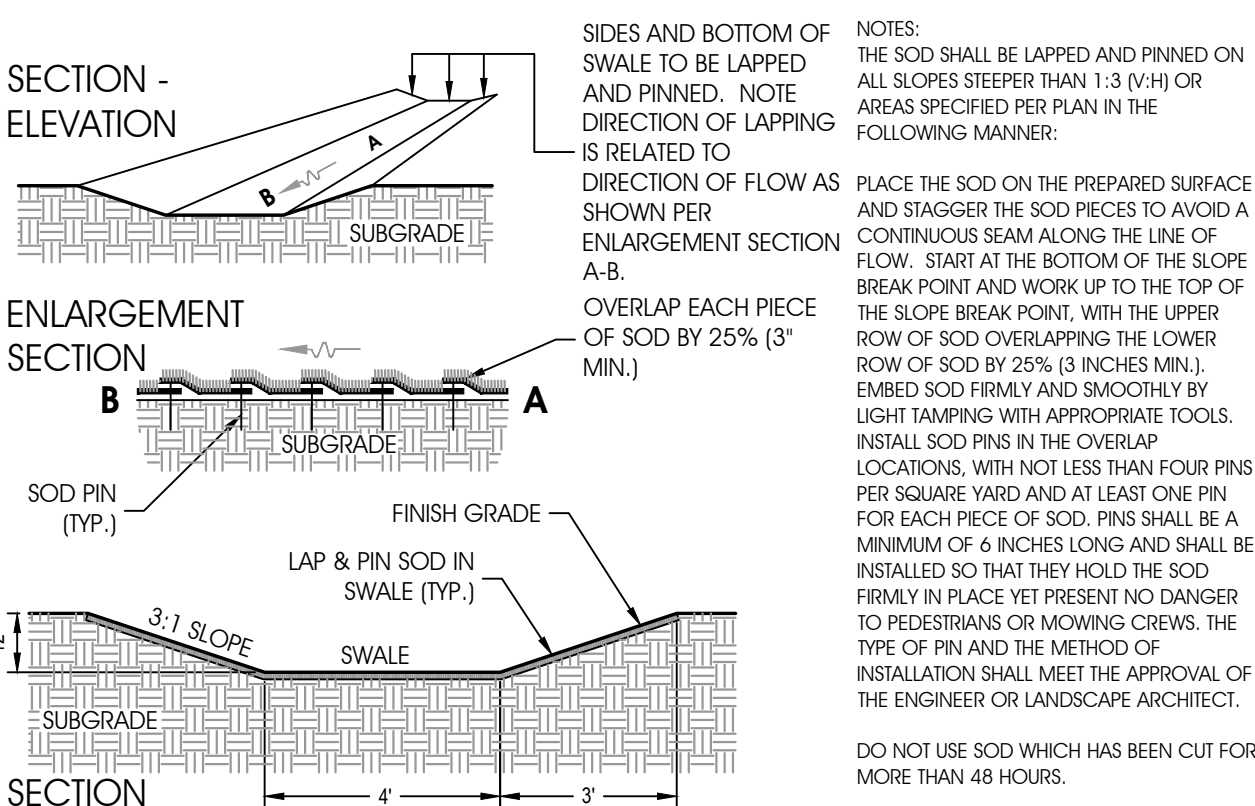 SECTION -
ELEVATION
A
B
SUBGRADE
SIDES AND BOTTOM OF
SWALE TO BE LAPPED
AND PINNED. NOTE
DIRECTION OF LAPPING
IS RELATED TO
DIRECTION OF FLOW AS
SHOWN PER
ENLARGEMENT SECTION
A-B.
ENLARGEMENT
SECTION
OVERLAP EACH PIECE
OF SOD BY 25% (3"
MIN.)
B
A
SUBGRADE
SOD PIN
(TYP.)
FINISH GRADE
LAP & PIN SOD IN
SWALE (TYP.)
3:1 SLOPE
SWALE
SUBGRADE
SECTION
4'
3'
NOTES:
THE SOD SHALL BE LAPPED AND PINNED ON
ALL SLOPES STEEPER THAN 1:3 (V:H) OR
AREAS SPECIFIED PER PLAN IN THE
FOLLOWING MANNER:
PLACE THE SOD ON THE PREPARED SURFACE
AND STAGGER THE SOD PIECES TO AVOID A
CONTINUOUS SEAM ALONG THE LINE OF
FLOW. START AT THE BOTTOM OF THE SLOPE
BREAK POINT AND WORK UP TO THE TOP OF
THE SLOPE BREAK POINT, WITH THE UPPER
ROW OF SOD OVERLAPPING THE LOWER
ROW OF SOD BY 25% (3 INCHES MIN.).
EMBED SOD FIRMLY AND SMOOTHLY BY
LIGHT TAMPING WITH APPROPRIATE TOOLS.
INSTALL SOD PINS IN THE OVERLAP
LOCATIONS, WITH NOT LESS THAN FOUR PINS
PER SQUARE YARD AND AT LEAST ONE PIN
FOR EACH PIECE OF SOD. PINS SHALL BE A
MINIMUM OF 6 INCHES LONG AND SHALL BE
INSTALLED SO THAT THEY HOLD THE SOD
FIRMLY IN PLACE YET PRESENT NO DANGER
TO PEDESTRIANS OR MOWING CREWS. THE
TYPE OF PIN AND THE METHOD OF
INSTALLATION SHALL MEET THE APPROVAL OF
THE ENGINEER OR LANDSCAPE ARCHITECT.
DO NOT USE SOD WHICH HAS BEEN CUT FOR
MORE THAN 48 HOURS.